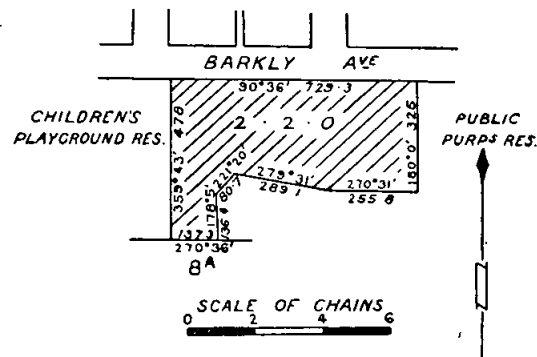 BARKLY AVE
90°36' 729·3
CHILDREN'S
PLAYGROUND RES.
359°43' 478
2·2·0
180°0' 326
PUBLIC
PURPS RES.
221°20'
80·7
279°31'
289·1
270°31'
255·8
178°5'
136·4
137·3
270°36'
8A
SCALE OF CHAINS
0 2 4 6